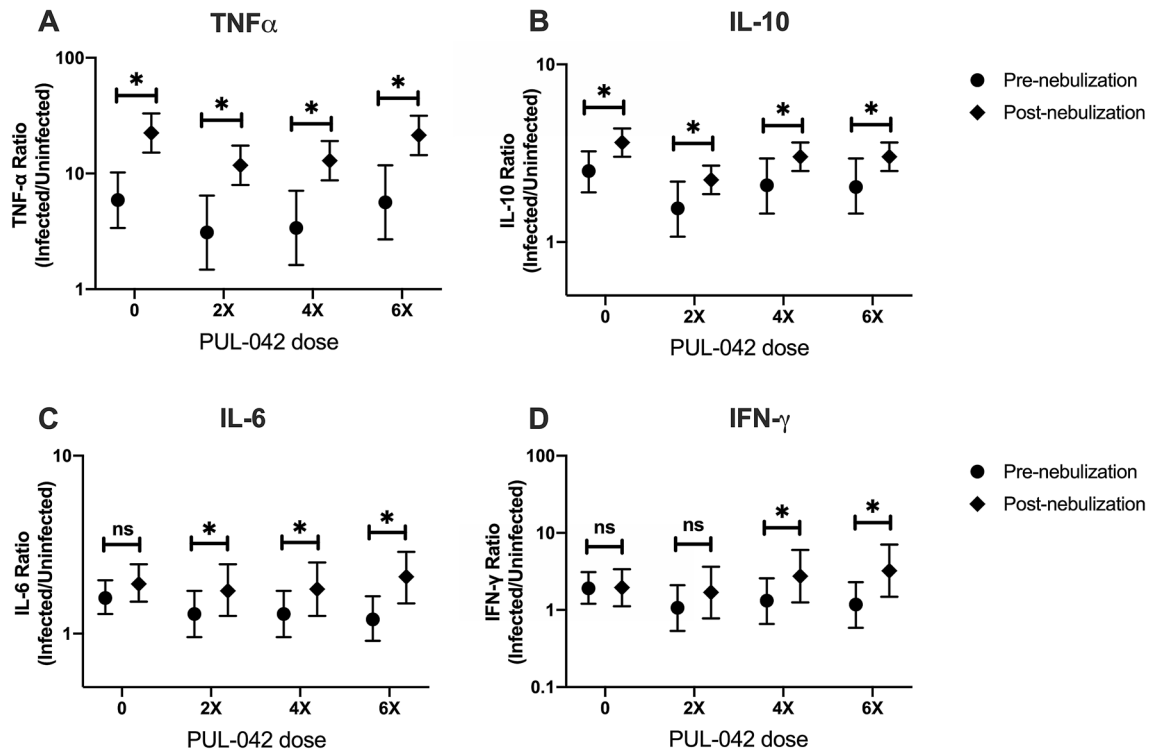 A
TNFα
TNF-α Ratio
(Infected/Uninfected)
100
10
1
*
*
*
*
0
2X
4X
6X
PUL-042 dose
B
IL-10
IL-10 Ratio
(Infected/Uninfected)
10
1
*
*
*
*
0
2X
4X
6X
PUL-042 dose
Pre-nebulization
Post-nebulization
C
IL-6
IL-6 Ratio
(Infected/Uninfected)
10
1
ns
*
*
*
0
2X
4X
6X
PUL-042 dose
D
IFN-γ
IFN-γ Ratio
(Infected/Uninfected)
100
10
1
0.1
ns
ns
*
*
0
2X
4X
6X
PUL-042 dose
Pre-nebulization
Post-nebulization